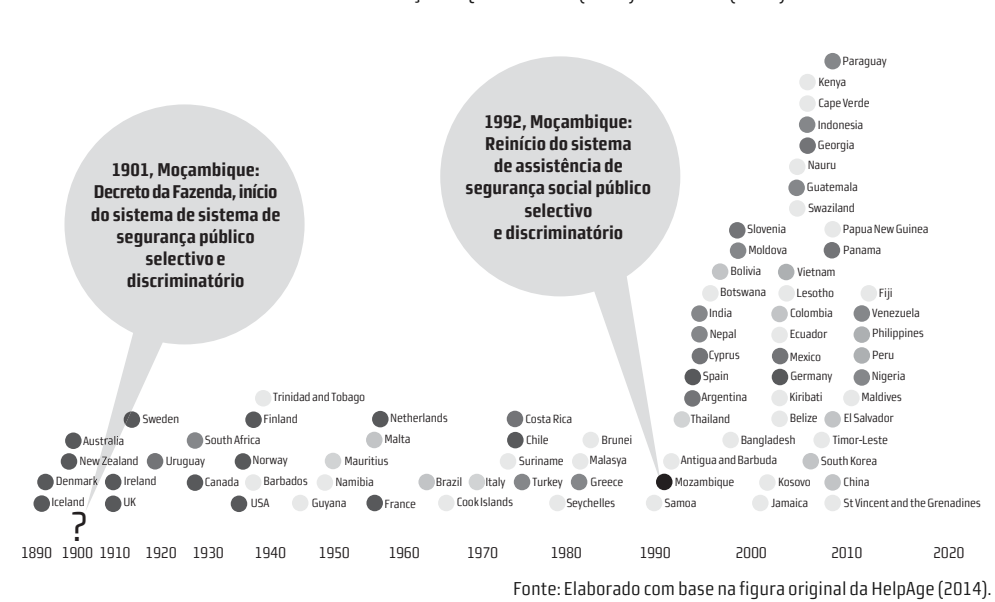 1901, Moçambique:
Decreto da Fazenda, início
do sistema de sistema de
segurança público
selectivo e
discriminatório
1992, Moçambique:
Reinício do sistema
de assistência de
segurança social público
selectivo
e discriminatório
Paraguay
Kenya
Cape Verde
Indonesia
Georgia
Nauru
Guatemala
Swaziland
Slovenia Papua New Guinea
Moldova Panama
Bolivia Vietnam
Botswana Lesotho Fiji
India Colombia Venezuela
Nepal Ecuador Philippines
Cyprus Mexico Peru
Spain Germany Nigeria
Trinidad and Tobago Argentina Kiribati Maldives
Sweden Finland Netherlands Costa Rica Thailand Belize El Salvador
Australia South Africa Malta Chile Brunei Bangladesh Timor-Leste
New Zealand Uruguay Norway Mauritius Suriname Malasya Antigua and Barbuda South Korea
Denmark Ireland Canada Barbados Namibia Brazil Italy Turkey Greece Mozambique Kosovo China
Iceland UK USA Guyana France Cook Islands Seychelles Samoa Jamaica St Vincent and the Grenadines
?
1890 1900 1910 1920 1930 1940 1950 1960 1970 1980 1990 2000 2010 2020
Fonte: Elaborado com base na figura original da HelpAge (2014).